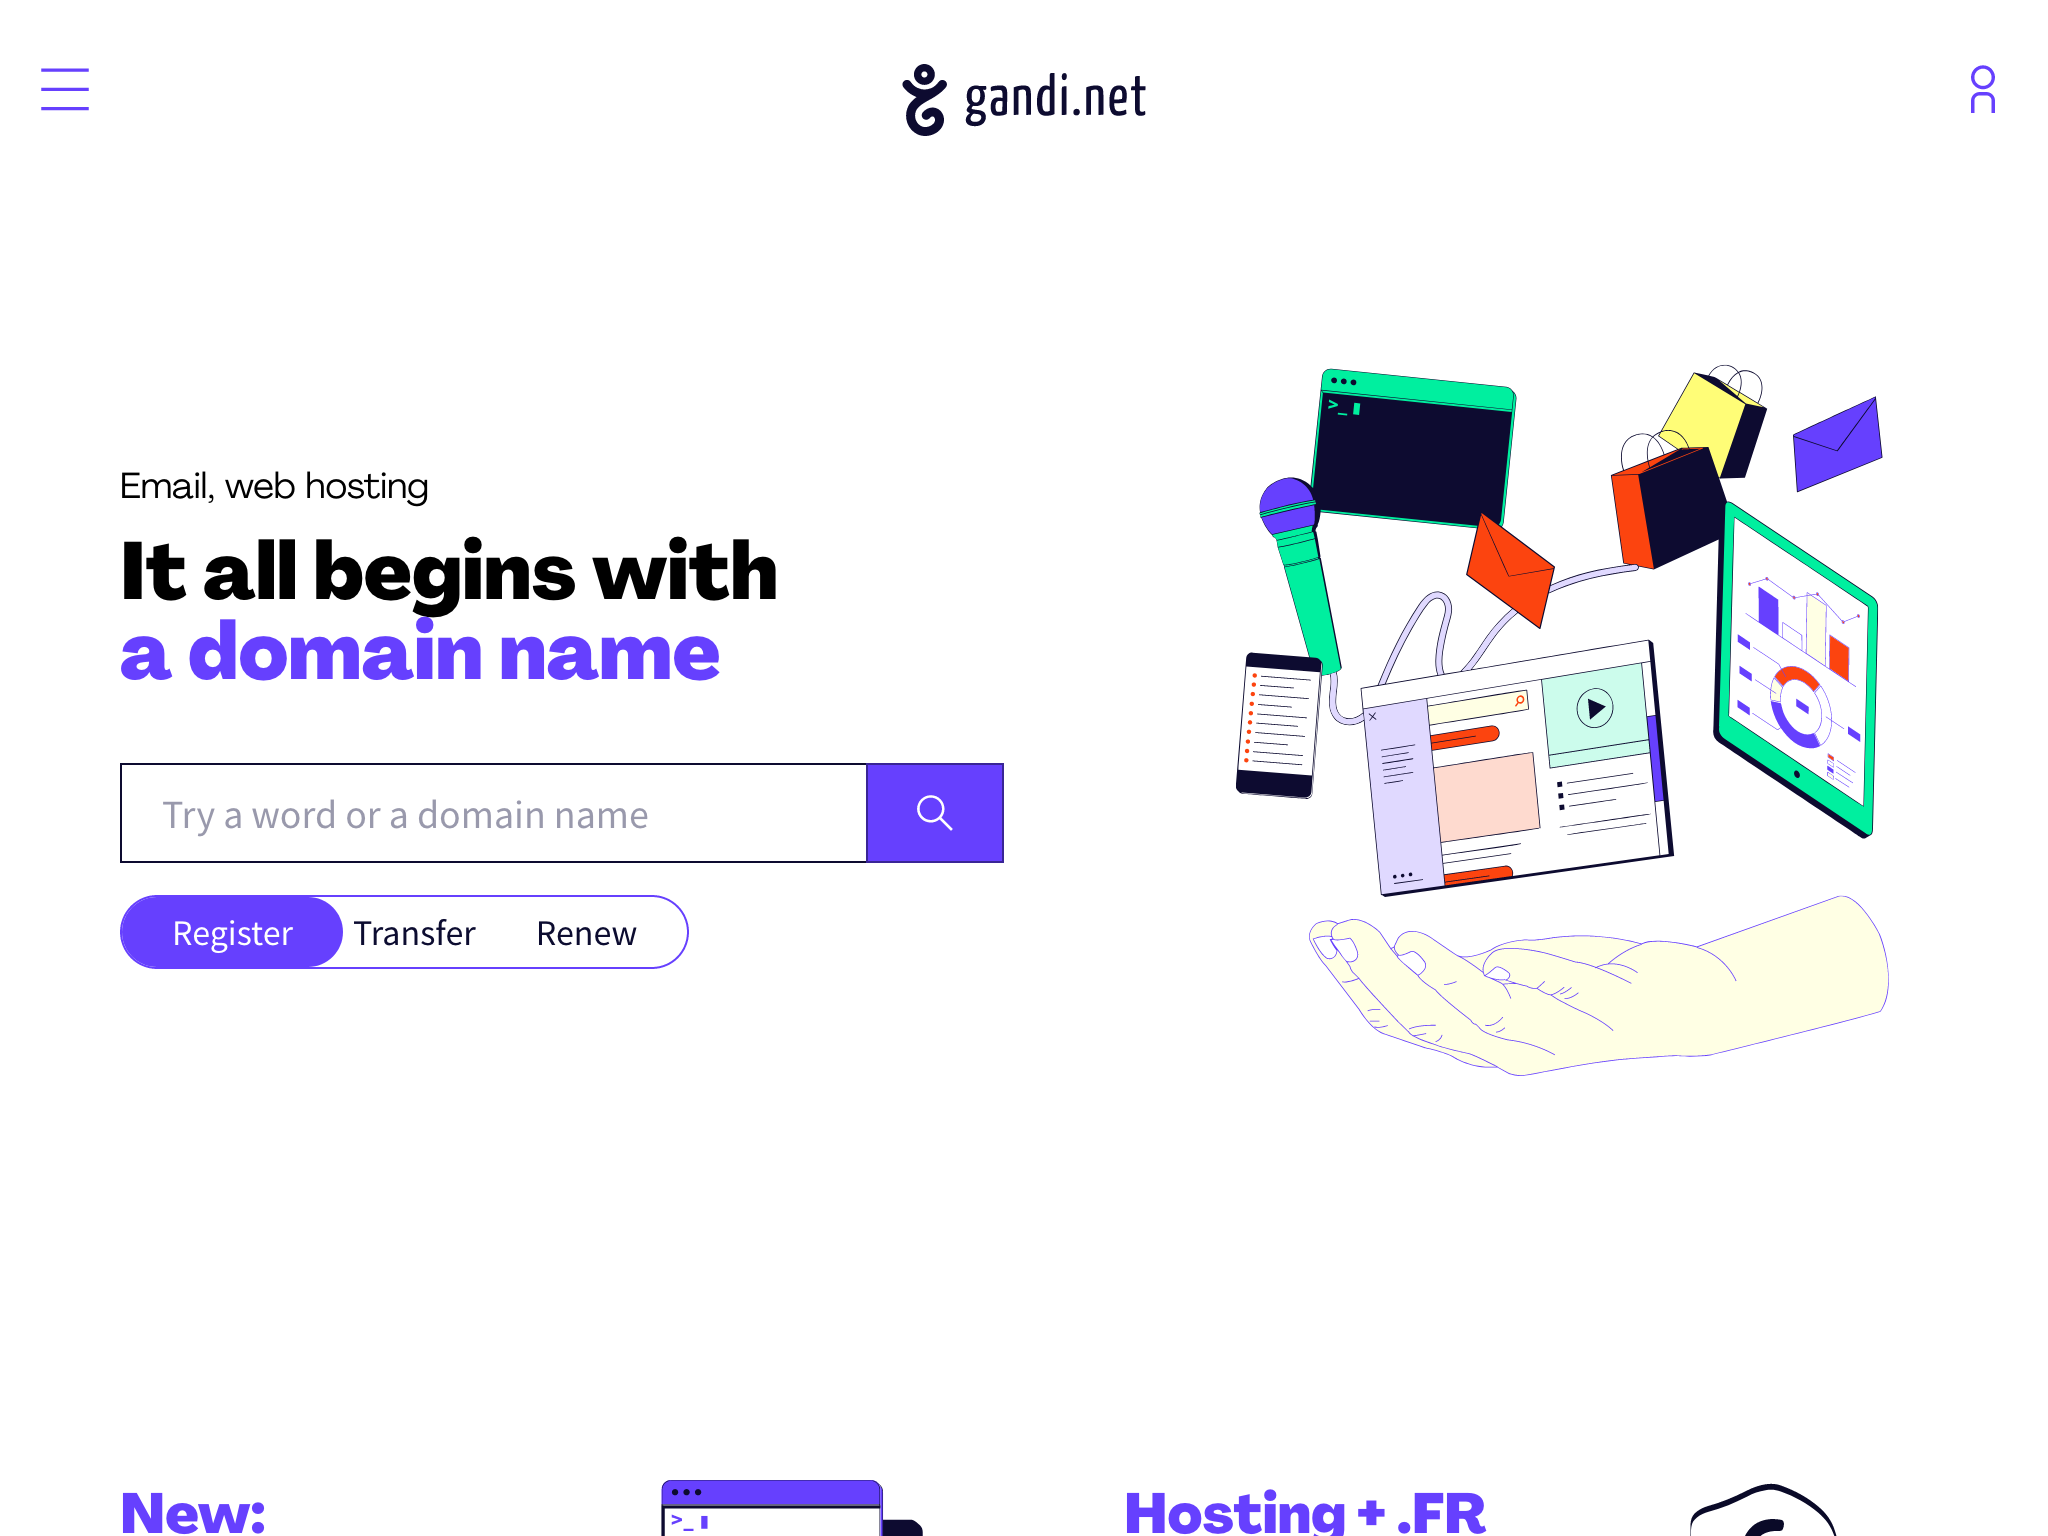 gandi.net
Email, web hosting
It all begins with
a domain name
Try a word or a domain name
Register Transfer Renew
>_
New:
Hosting + .FR
>_